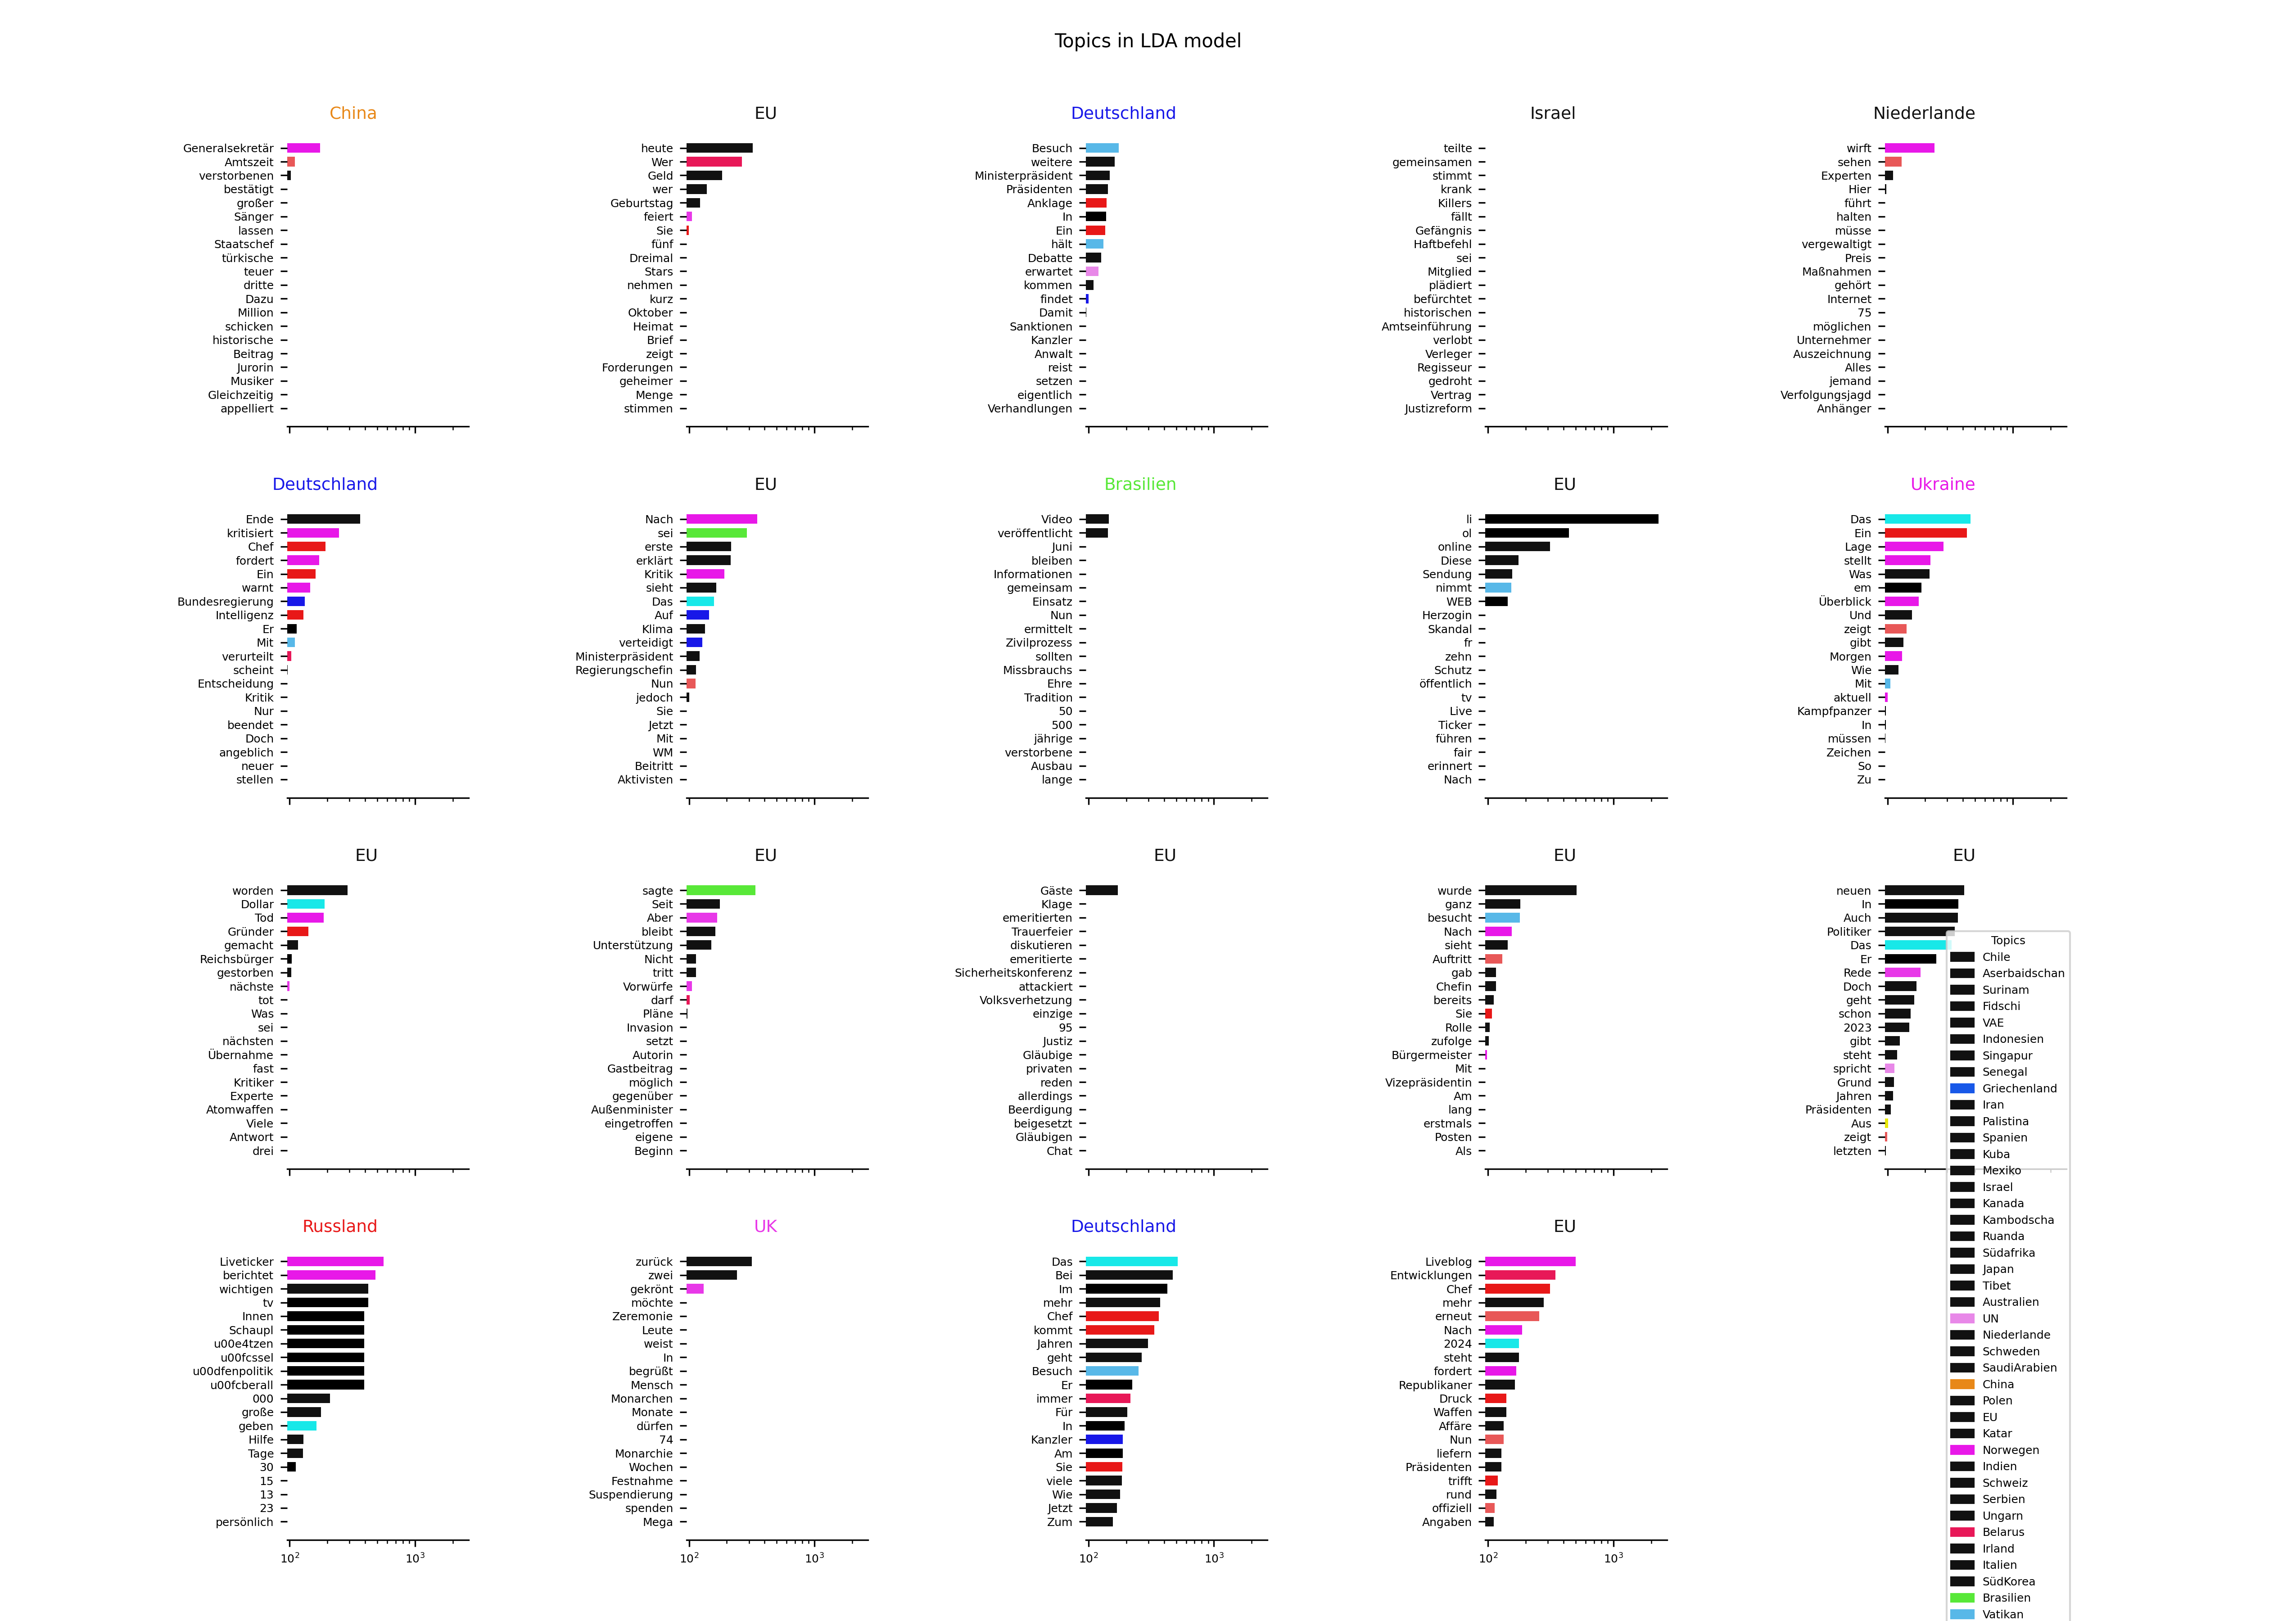 Topics in LDA model
China
Generalsekretär
Amtszeit
verstorbenen
bestätigt
großer
Sänger
lassen
Staatschef
türkische
teuer
dritte
Dazu
Million
schicken
historische
Beitrag
Jurorin
Musiker
Gleichzeitig
appelliert
EU
heute
Wer
Geld
wer
Geburtstag
feiert
Sie
fünf
Dreimal
Stars
nehmen
kurz
Oktober
Heimat
Brief
zeigt
Forderungen
geheimer
Menge
stimmen
Deutschland
Besuch
weitere
Ministerpräsident
Präsidenten
Anklage
In
Ein
hält
Debatte
erwartet
kommen
findet
Damit
Sanktionen
Kanzler
Anwalt
reist
setzen
eigentlich
Verhandlungen
Israel
teilte
gemeinsamen
stimmt
krank
Killers
fällt
Gefängnis
Haftbefehl
sei
Mitglied
plädiert
befürchtet
historischen
Amtseinführung
verlobt
Verleger
Regisseur
gedroht
Vertrag
Justizreform
Niederlande
wirft
sehen
Experten
Hier
führt
halten
müsse
vergewaltigt
Preis
Maßnahmen
gehört
Internet
75
möglichen
Unternehmer
Auszeichnung
Alles
jemand
Verfolgungsjagd
Anhänger
Deutschland
Ende
kritisiert
Chef
fordert
Ein
warnt
Bundesregierung
Intelligenz
Er
Mit
verurteilt
scheint
Entscheidung
Kritik
Nur
beendet
Doch
angeblich
neuer
stellen
EU
Nach
sei
erste
erklärt
Kritik
sieht
Das
Auf
Klima
verteidigt
Ministerpräsident
Regierungschefin
Nun
jedoch
Sie
Jetzt
Mit
WM
Beitritt
Aktivisten
Brasilien
Video
veröffentlicht
Juni
bleiben
Informationen
gemeinsam
Einsatz
Nun
ermittelt
Zivilprozess
sollten
Missbrauchs
Ehre
Tradition
50
500
jährige
verstorbene
Ausbau
lange
EU
li
ol
online
Diese
Sendung
nimmt
WEB
Herzogin
Skandal
fr
zehn
Schutz
öffentlich
tv
Live
Ticker
führen
fair
erinnert
Nach
Ukraine
Das
Ein
Lage
stellt
Was
em
Überblick
Und
zeigt
gibt
Morgen
Wie
Mit
aktuell
Kampfpanzer
In
müssen
Zeichen
So
Zu
EU
worden
Dollar
Tod
Gründer
gemacht
Reichsbürger
gestorben
nächste
tot
Was
sei
nächsten
Übernahme
fast
Kritiker
Experte
Atomwaffen
Viele
Antwort
drei
EU
sagte
Seit
Aber
bleibt
Unterstützung
Nicht
tritt
Vorwürfe
darf
Pläne
Invasion
setzt
Autorin
Gastbeitrag
möglich
gegenüber
Außenminister
eingetroffen
eigene
Beginn
EU
Gäste
Klage
emeritierten
Trauerfeier
diskutieren
emeritierte
Sicherheitskonferenz
attackiert
Volksverhetzung
einzige
95
Justiz
Gläubige
privaten
reden
allerdings
Beerdigung
beigesetzt
Gläubigen
Chat
EU
wurde
ganz
besucht
Nach
sieht
Auftritt
gab
Chefin
bereits
Sie
Rolle
zufolge
Bürgermeister
Mit
Vizepräsidentin
Am
lang
erstmals
Posten
Als
EU
neuen
In
Auch
Politiker
Das
Er
Rede
Doch
geht
schon
2023
gibt
steht
spricht
Grund
Jahren
Präsidenten
Aus
zeigt
letzten
Russland
Liveticker
berichtet
wichtigen
tv
Innen
Schaupl
u00e4tzen
u00fcssel
u00dfenpolitik
u00fcberall
000
große
geben
Hilfe
Tage
30
15
13
23
persönlich
10²
10³
UK
zurück
zwei
gekrönt
möchte
Zeremonie
Leute
weist
In
begrüßt
Mensch
Monarchen
Monate
dürfen
74
Monarchie
Wochen
Festnahme
Suspendierung
spenden
Mega
10²
10³
Deutschland
Das
Bei
Im
mehr
Chef
kommt
Jahren
geht
Besuch
Er
immer
Für
In
Kanzler
Am
Sie
viele
Wie
Jetzt
Zum
10²
10³
EU
Liveblog
Entwicklungen
Chef
mehr
erneut
Nach
2024
steht
fordert
Republikaner
Druck
Waffen
Affäre
Nun
liefern
Präsidenten
trifft
rund
offiziell
Angaben
10²
10³
Topics
Chile
Aserbaidschan
Surinam
Fidschi
VAE
Indonesien
Singapur
Senegal
Griechenland
Iran
Palistina
Spanien
Kuba
Mexiko
Israel
Kanada
Kambodscha
Ruanda
Südafrika
Japan
Tibet
Australien
UN
Niederlande
Schweden
SaudiArabien
China
Polen
EU
Katar
Norwegen
Indien
Schweiz
Serbien
Ungarn
Belarus
Irland
Italien
SüdKorea
Brasilien
Vatikan